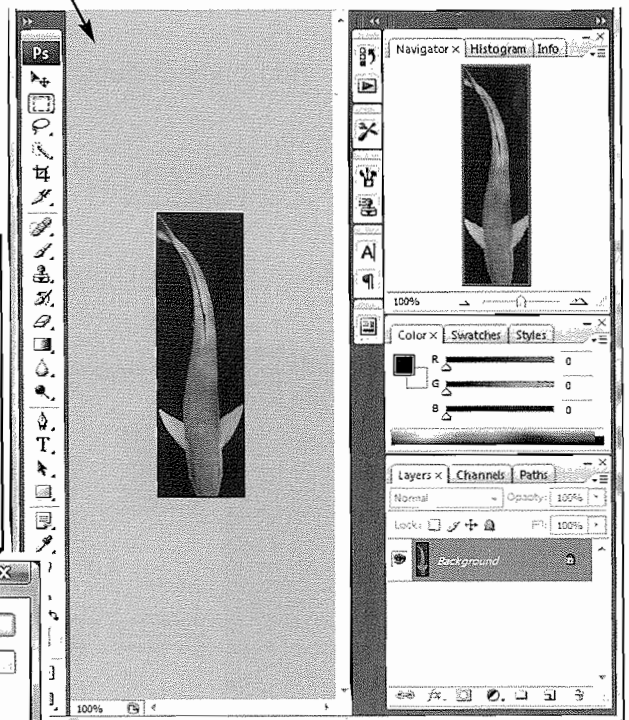 Ps
Navigator × Histogram Info
A
100%
Color × Swatches Styles
R 0
G 0
B 0
T
Layers × Channels Paths
Normal Opacity: 100%
Lock: Fill: 100%
Background
fx.
100%